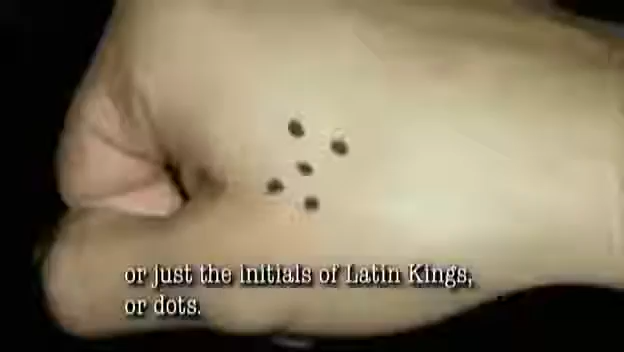 or just the initials of Latin Kings,
or dots.